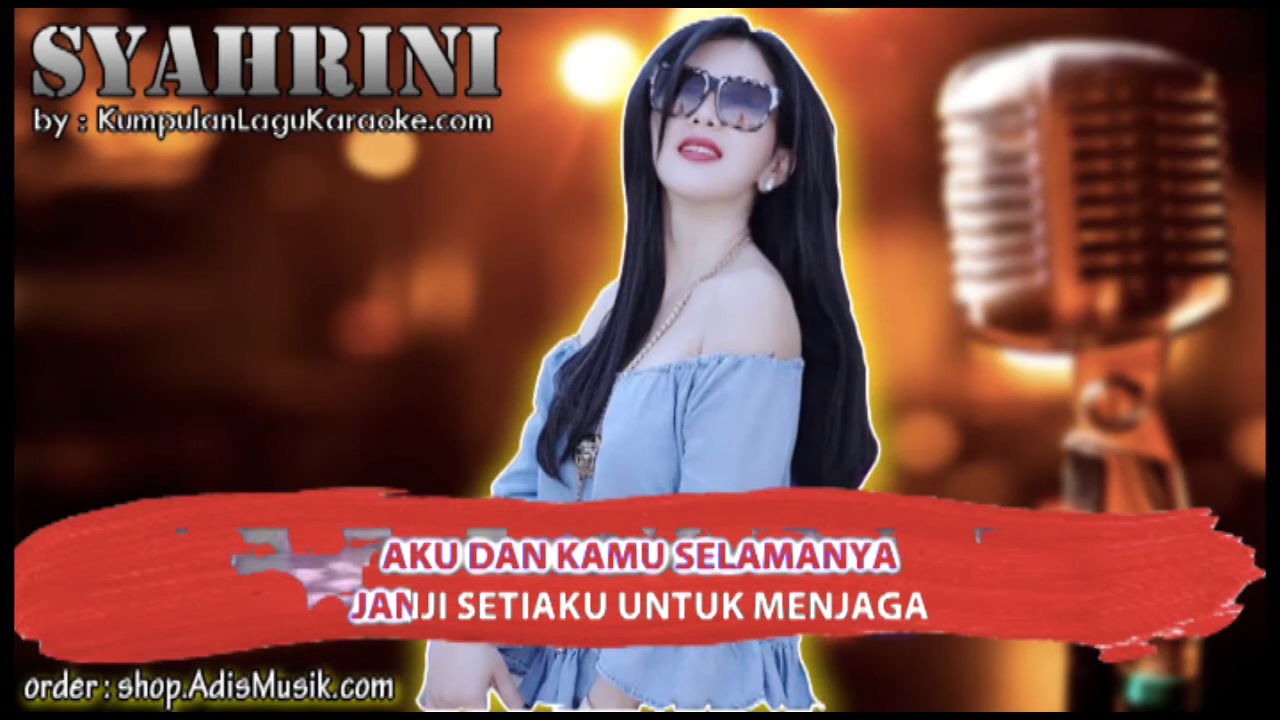 SYAHRINI
by : KumpulanLaguKaraoke.com
AKU DAN KAMU SELAMANYA
JANJI SETIAKU UNTUK MENJAGA
order : shop.AdisMusik.com